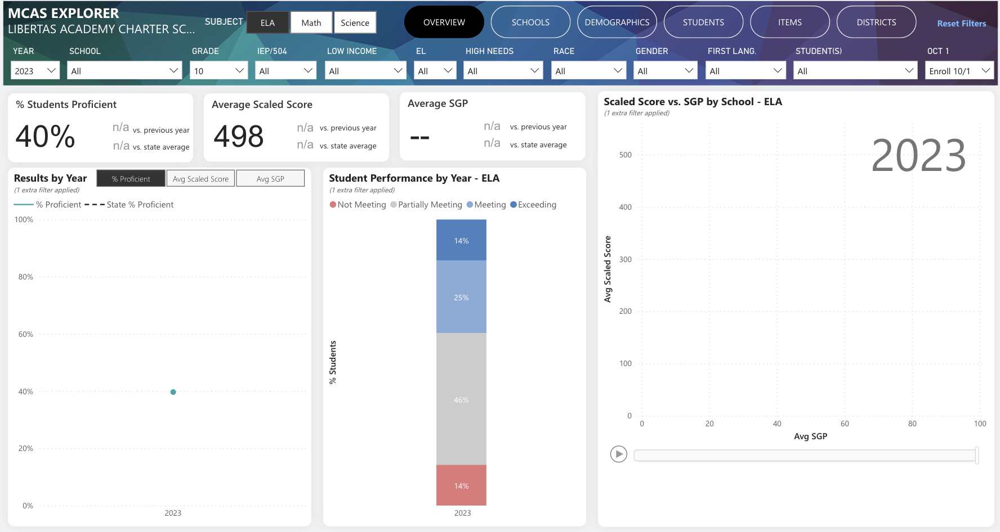 MCAS EXPLORER
LIBERTAS ACADEMY CHARTER SC...
SUBJECT ELA Math Science
OVERVIEW SCHOOLS DEMOGRAPHICS STUDENTS ITEMS DISTRICTS Reset Filters
YEAR SCHOOL GRADE IEP/504 LOW INCOME EL HIGH NEEDS RACE GENDER FIRST LANG. STUDENT(S) OCT 1
2023 All 10 All All All All All All All All Enroll 10/1
% Students Proficient
40%
n/a vs. previous year
n/a vs. state average
Average Scaled Score
498
n/a vs. previous year
n/a vs. state average
Average SGP
--
n/a vs. previous year
n/a vs. state average
Results by Year % Proficient Avg Scaled Score Avg SGP
(1 extra filter applied)
% Proficient State % Proficient
100%
80%
60%
40%
20%
0%
2023
Student Performance by Year - ELA
(1 extra filter applied)
Not Meeting Partially Meeting Meeting Exceeding
% Students
14%
25%
46%
14%
2023
Scaled Score vs. SGP by School - ELA
(1 extra filter applied)
2023
Avg Scaled Score
500
400
300
200
100
0
0 20 40 60 80 100
Avg SGP